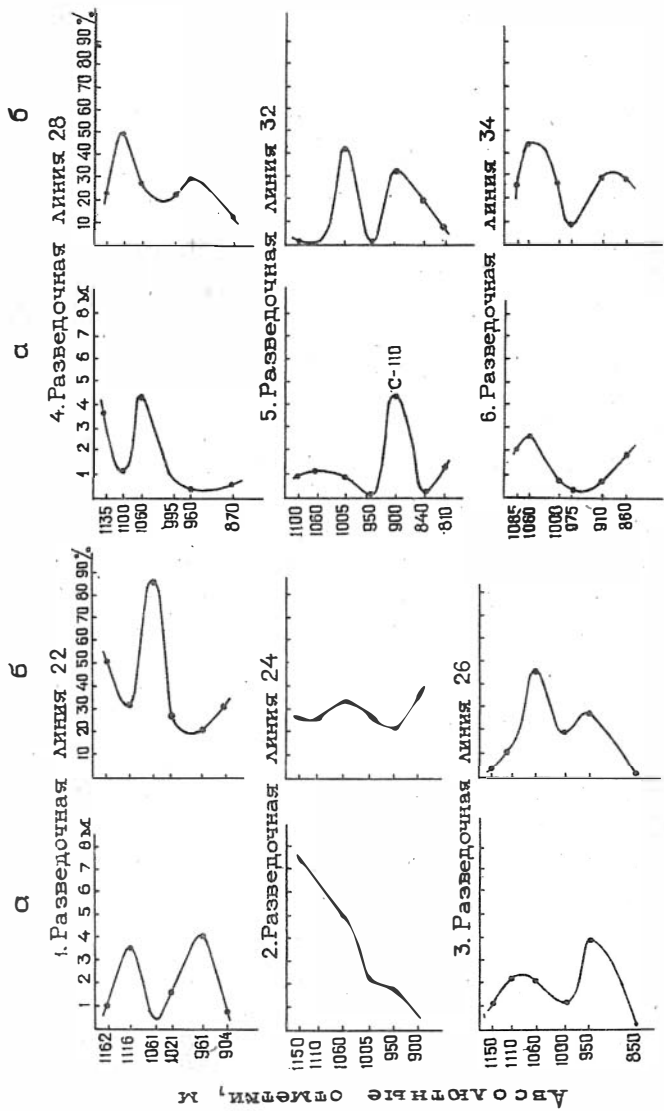 а б а б
1. Разведочная линия 22
4. Разведочная линия 28
1 2 3 4 5 6 7 8 м
10 20 30 40 50 60 70 80 90%
1 2 3 4 5 6 7 8 м
10 20 30 40 50 60 70 80 90%
1162 1116 1061 1021 961 904
1135 1100 1060 995 960 870
2. Разведочная линия 24
5. Разведочная линия 32
1150 1110 1060 1005 950 900
1100 1060 1005 950 900 840 810
С-110
3. Разведочная линия 26
6. Разведочная линия 34
1150 1110 1060 1000 950 850
1085 1060 1000 975 910 860
Абсолютные отметки, м